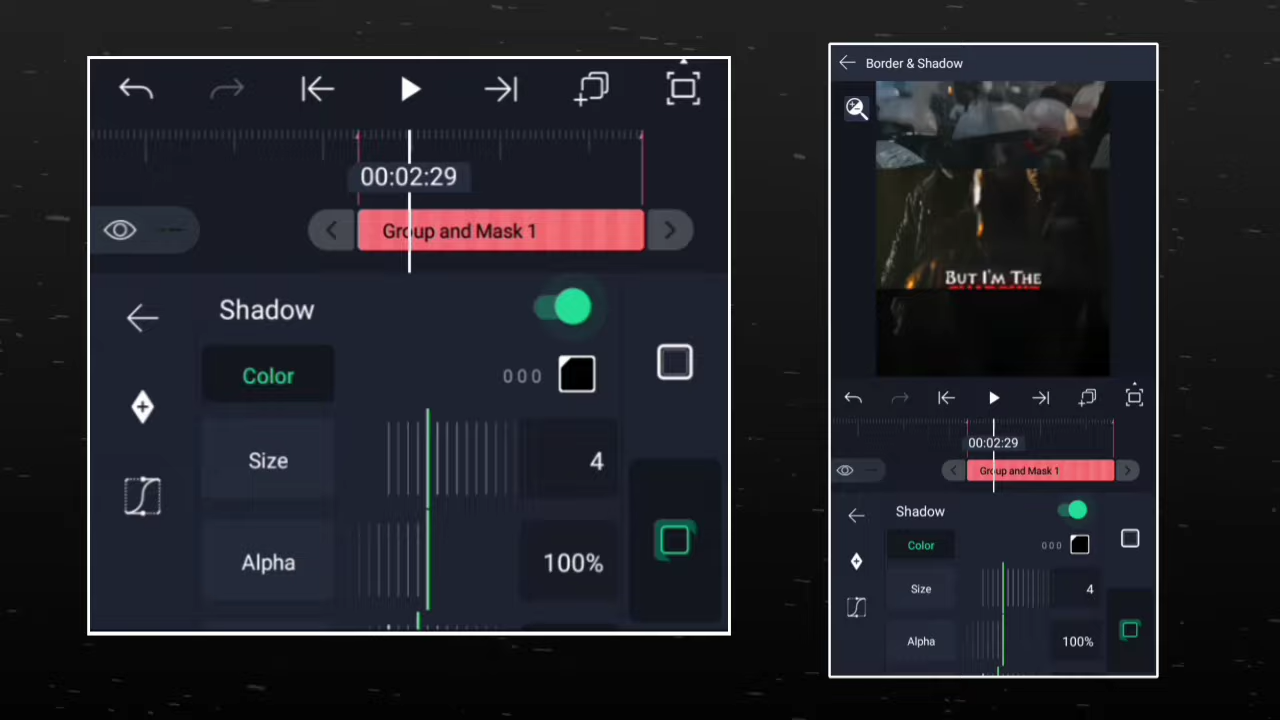 00:02:29
Group and Mask 1
Shadow
Color
000
Size
4
Alpha
100%
Border & Shadow
BUT I'M THE
00:02:29
Group and Mask 1
Shadow
Color
000
Size
4
Alpha
100%